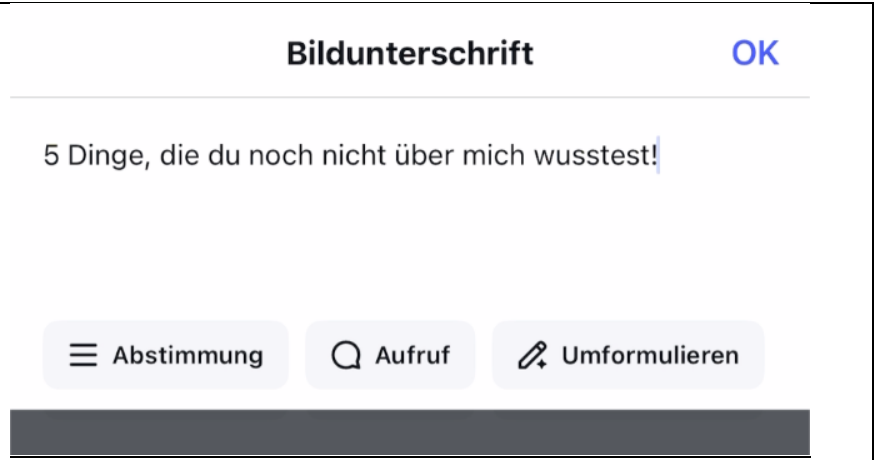 Bildunterschrift OK
5 Dinge, die du noch nicht über mich wusstest!
Abstimmung Aufruf Umformulieren